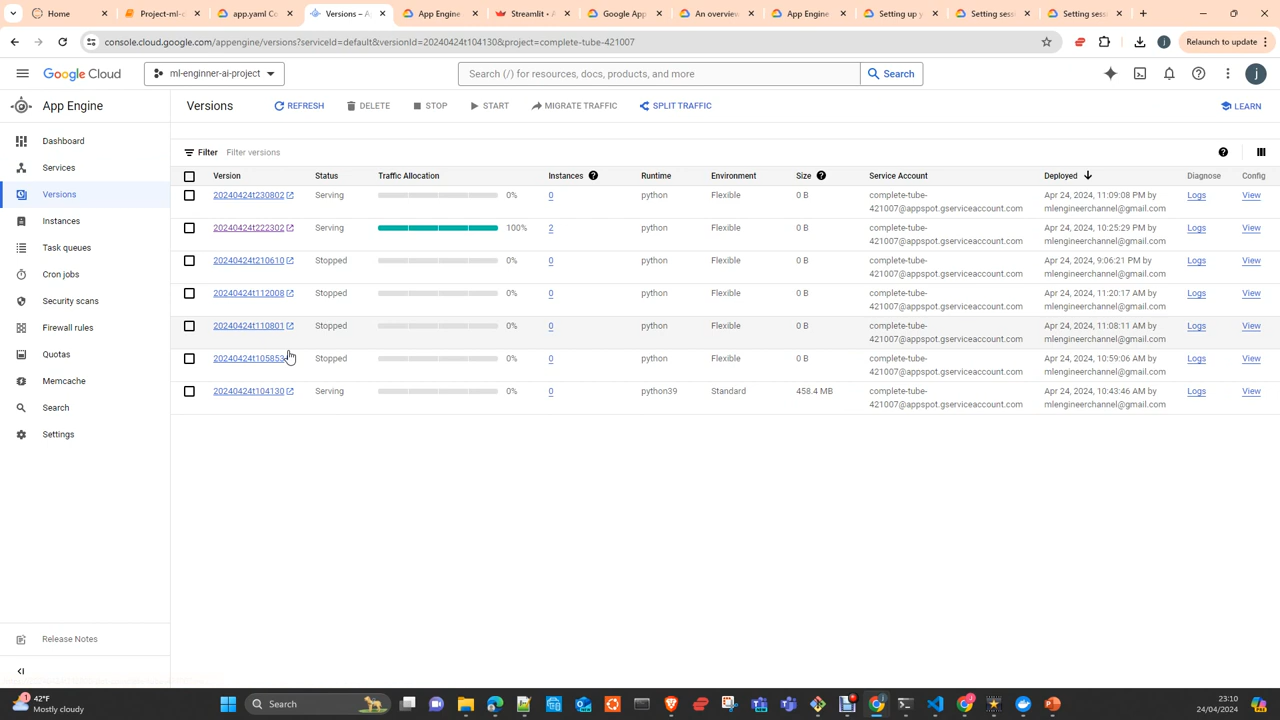 Home
Project-ml-d
app.yaml Co
Versions – A
App Engine
Streamlit • A
Google App
An overview
App Engine
Setting up y
Setting sess
Setting sess
console.cloud.google.com/appengine/versions?serviceId=default&versionId=20240424t104130&project=complete-tube-421007
Relaunch to update
Google Cloud
ml-enginner-ai-project
Search (/) for resources, docs, products, and more
Search
j
App Engine
Versions
REFRESH
DELETE
STOP
START
MIGRATE TRAFFIC
SPLIT TRAFFIC
LEARN
Dashboard
Services
Versions
Instances
Task queues
Cron jobs
Security scans
Firewall rules
Quotas
Memcache
Search
Settings
Release Notes
Filter
Filter versions
Version Status Traffic Allocation Instances Runtime Environment Size Service Account Deployed Diagnose Config
20240424t230802 Serving 0% 0 python Flexible 0 B complete-tube- Apr 24, 2024, 11:09:08 PM by Logs View
421007@appspot.gserviceaccount.com mlengineerchannel@gmail.com
20240424t222302 Serving 100% 2 python Flexible 0 B complete-tube- Apr 24, 2024, 10:25:29 PM by Logs View
421007@appspot.gserviceaccount.com mlengineerchannel@gmail.com
20240424t210610 Stopped 0% 0 python Flexible 0 B complete-tube- Apr 24, 2024, 9:06:21 PM by Logs View
421007@appspot.gserviceaccount.com mlengineerchannel@gmail.com
20240424t112008 Stopped 0% 0 python Flexible 0 B complete-tube- Apr 24, 2024, 11:20:17 AM by Logs View
421007@appspot.gserviceaccount.com mlengineerchannel@gmail.com
20240424t110801 Stopped 0% 0 python Flexible 0 B complete-tube- Apr 24, 2024, 11:08:11 AM by Logs View
421007@appspot.gserviceaccount.com mlengineerchannel@gmail.com
20240424t105853 Stopped 0% 0 python Flexible 0 B complete-tube- Apr 24, 2024, 10:59:06 AM by Logs View
421007@appspot.gserviceaccount.com mlengineerchannel@gmail.com
20240424t104130 Serving 0% 0 python39 Standard 458.4 MB complete-tube- Apr 24, 2024, 10:43:46 AM by Logs View
421007@appspot.gserviceaccount.com mlengineerchannel@gmail.com
1
42°F
Mostly cloudy
Search
23:10
24/04/2024